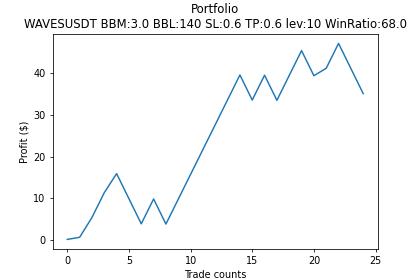 Portfolio
WAVESUSDT BBM:3.0 BBL:140 SL:0.6 TP:0.6 lev:10 WinRatio:68.0
Profit ($)
40
30
20
10
0
0 5 10 15 20 25
Trade counts